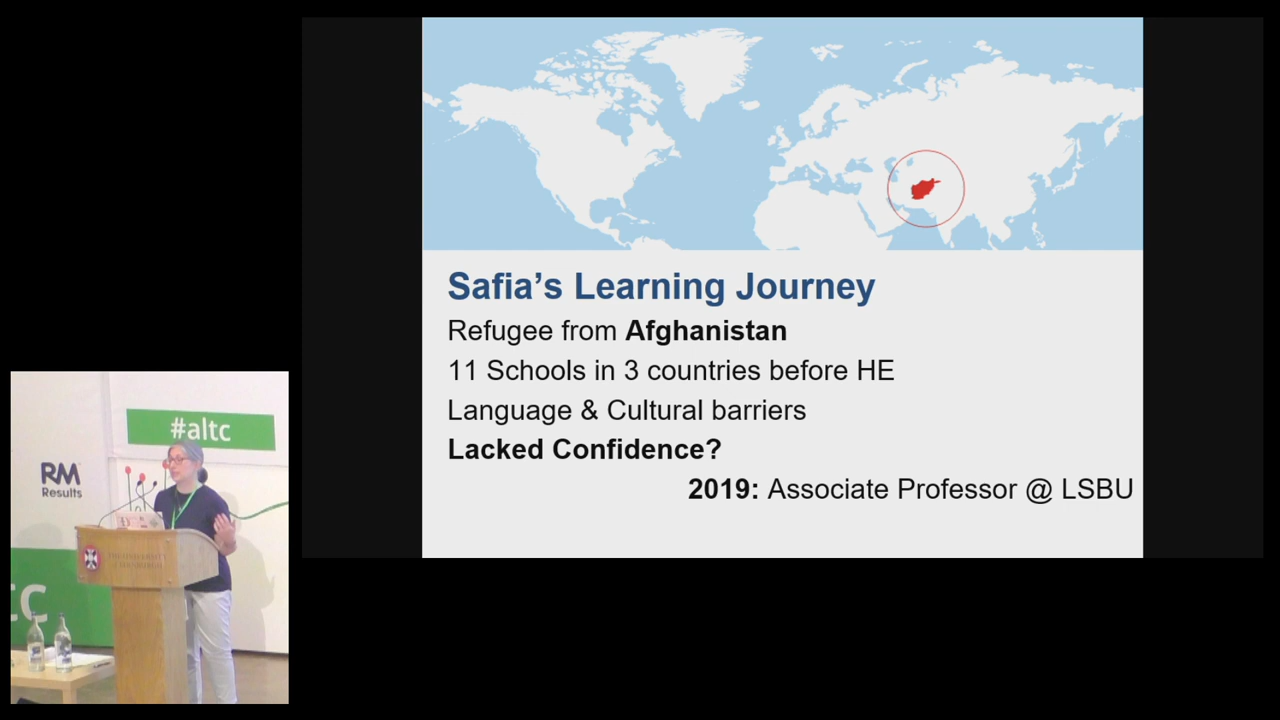 Safia’s Learning Journey
Refugee from Afghanistan
11 Schools in 3 countries before HE
Language & Cultural barriers
Lacked Confidence?
2019: Associate Professor @ LSBU
#altc
RM
Results
tc